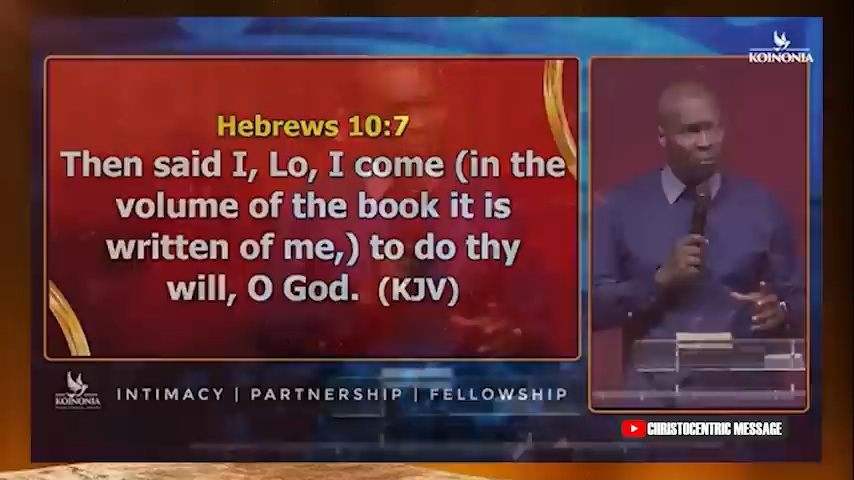 KOINONIA
Hebrews 10:7
Then said I, Lo, I come (in the
volume of the book it is
written of me,) to do thy
will, O God. (KJV)
KOINONIA
INTIMACY | PARTNERSHIP | FELLOWSHIP
CHRISTOCENTRIC MESSAGE